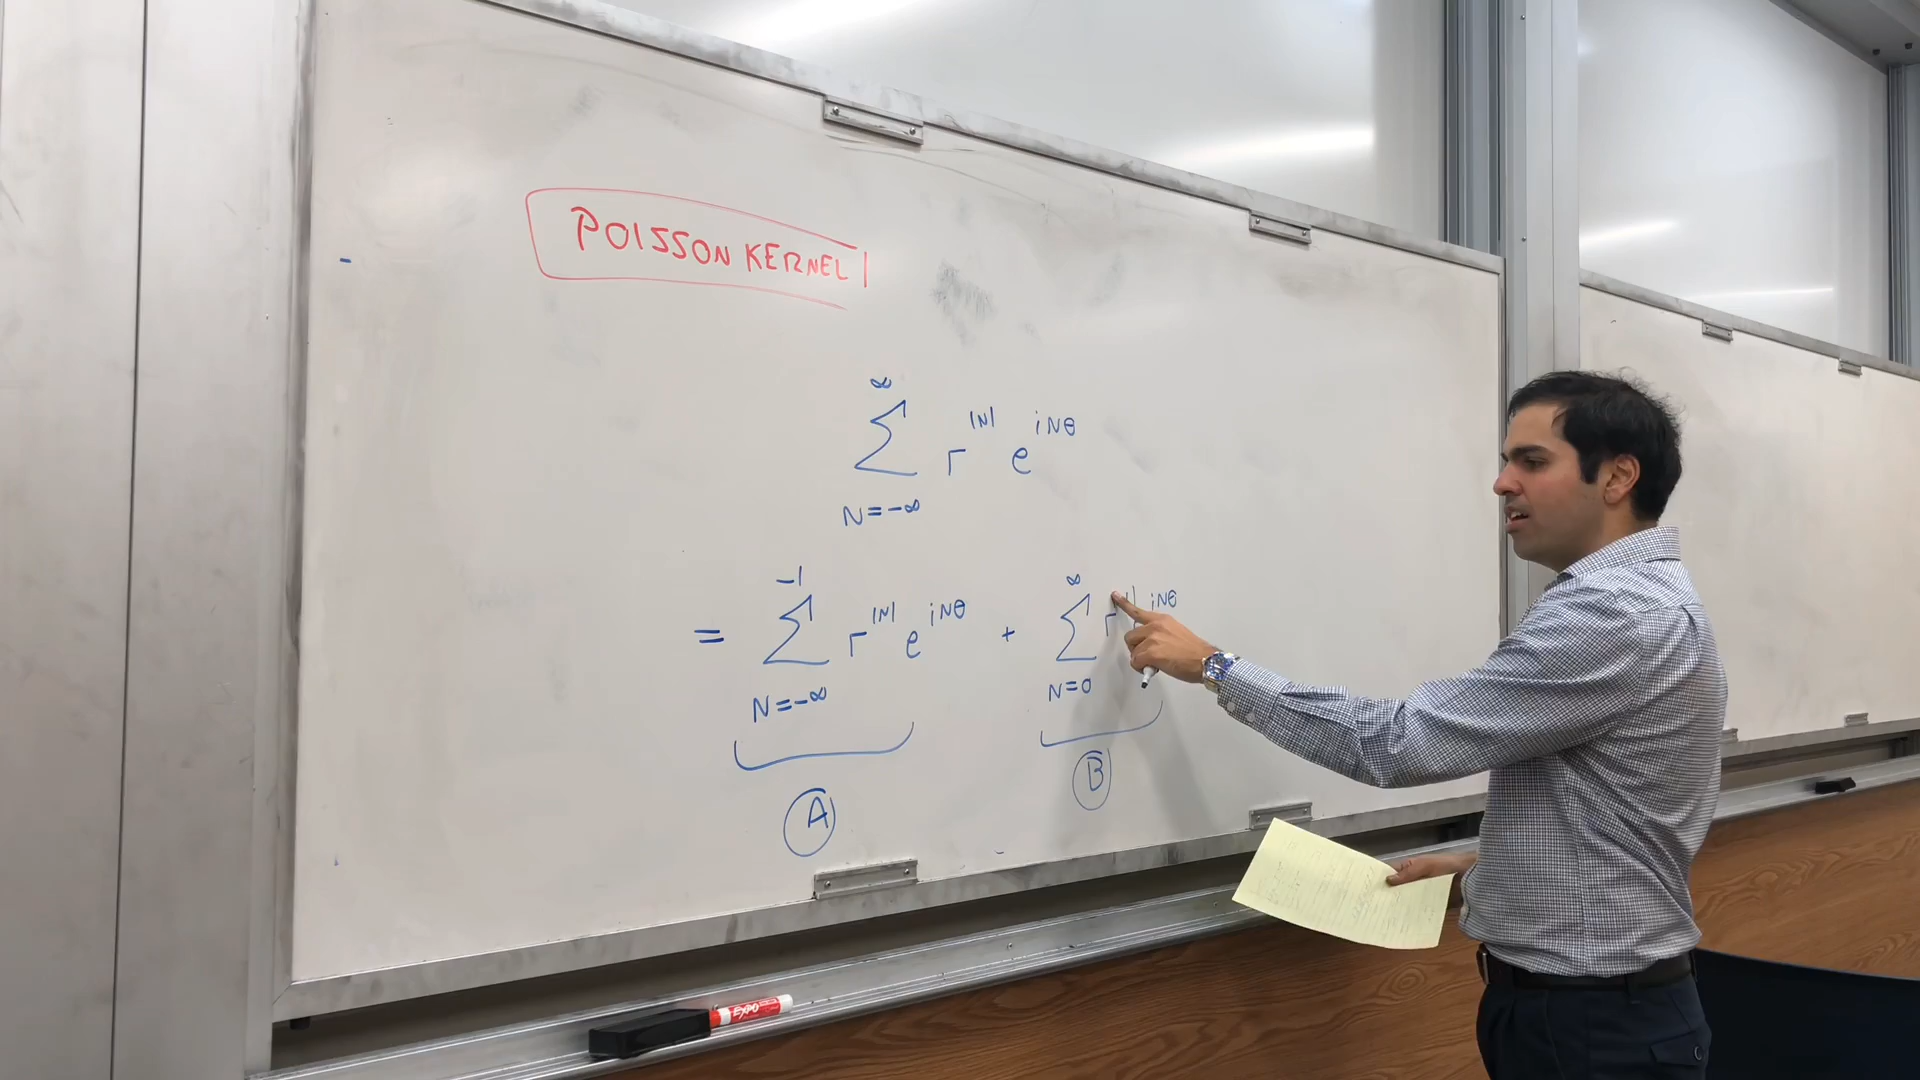 POISSON KERNEL
∞
∑ r^|N| e^iNθ
N=-∞
-1 ∞
= ∑ r^|N| e^iNθ + ∑ r iNθ
N=-∞ N=0
A B
EXPO